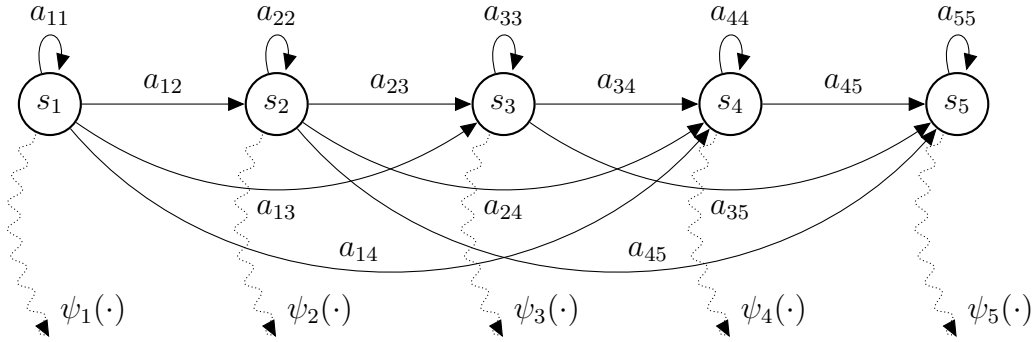 a₁₁ a₂₂ a₃₃ a₄₄ a₅₅
s₁ a₁₂ s₂ a₂₃ s₃ a₃₄ s₄ a₄₅ s₅
a₁₃ a₂₄ a₃₅
a₁₄ a₄₅
ψ₁(·) ψ₂(·) ψ₃(·) ψ₄(·) ψ₅(·)